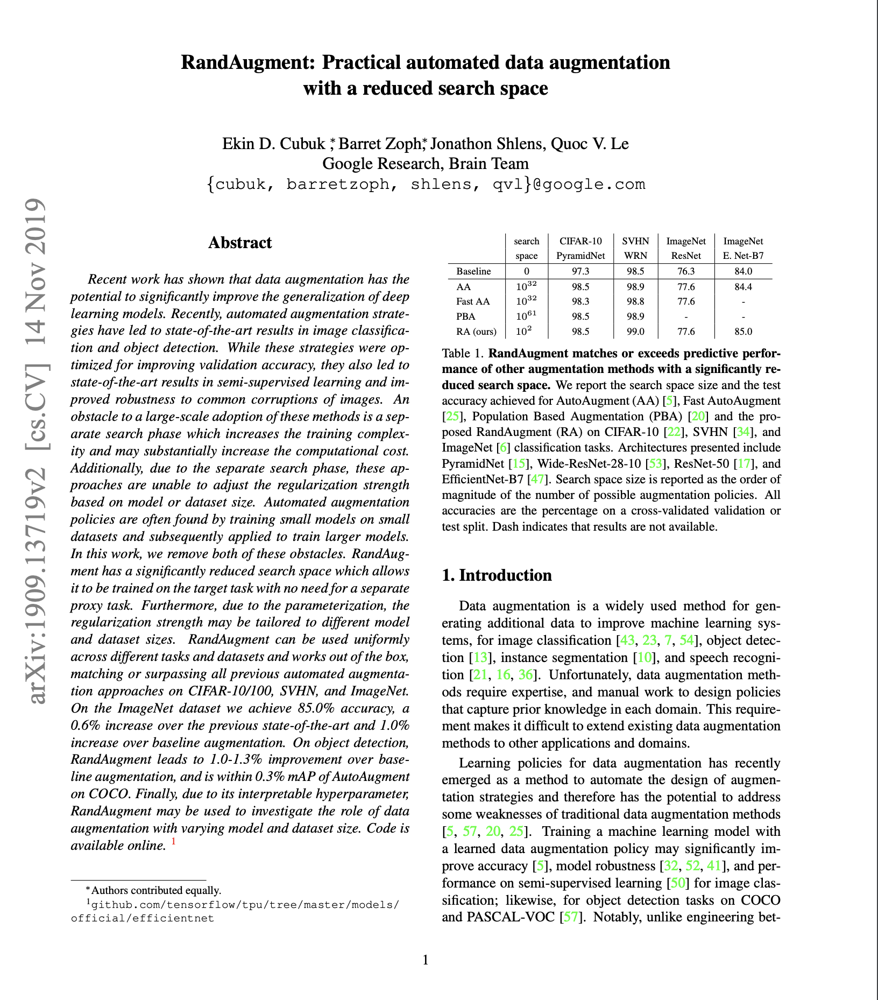 RandAugment: Practical automated data augmentation
with a reduced search space
Ekin D. Cubuk *, Barret Zoph,* Jonathon Shlens, Quoc V. Le
Google Research, Brain Team
{cubuk, barretzoph, shlens, qvl}@google.com
arXiv:1909.13719v2 [cs.CV] 14 Nov 2019
Abstract
Recent work has shown that data augmentation has the
potential to significantly improve the generalization of deep
learning models. Recently, automated augmentation strate-
gies have led to state-of-the-art results in image classifica-
tion and object detection. While these strategies were op-
timized for improving validation accuracy, they also led to
state-of-the-art results in semi-supervised learning and im-
proved robustness to common corruptions of images. An
obstacle to a large-scale adoption of these methods is a sep-
arate search phase which increases the training complex-
ity and may substantially increase the computational cost.
Additionally, due to the separate search phase, these ap-
proaches are unable to adjust the regularization strength
based on model or dataset size. Automated augmentation
policies are often found by training small models on small
datasets and subsequently applied to train larger models.
In this work, we remove both of these obstacles. RandAug-
ment has a significantly reduced search space which allows
it to be trained on the target task with no need for a separate
proxy task. Furthermore, due to the parameterization, the
regularization strength may be tailored to different model
and dataset sizes. RandAugment can be used uniformly
across different tasks and datasets and works out of the box,
matching or surpassing all previous automated augmenta-
tion approaches on CIFAR-10/100, SVHN, and ImageNet.
On the ImageNet dataset we achieve 85.0% accuracy, a
0.6% increase over the previous state-of-the-art and 1.0%
increase over baseline augmentation. On object detection,
RandAugment leads to 1.0-1.3% improvement over base-
line augmentation, and is within 0.3% mAP of AutoAugment
on COCO. Finally, due to its interpretable hyperparameter,
RandAugment may be used to investigate the role of data
augmentation with varying model and dataset size. Code is
available online. 1
*Authors contributed equally.
1github.com/tensorflow/tpu/tree/master/models/
official/efficientnet
search CIFAR-10 SVHN ImageNet ImageNet
space PyramidNet WRN ResNet E. Net-B7
Baseline 0 97.3 98.5 76.3 84.0
AA 10^32 98.5 98.9 77.6 84.4
Fast AA 10^32 98.3 98.8 77.6 -
PBA 10^61 98.5 98.9 - -
RA (ours) 10^2 98.5 99.0 77.6 85.0
Table 1. RandAugment matches or exceeds predictive perfor-
mance of other augmentation methods with a significantly re-
duced search space. We report the search space size and the test
accuracy achieved for AutoAugment (AA) [5], Fast AutoAugment
[25], Population Based Augmentation (PBA) [20] and the pro-
posed RandAugment (RA) on CIFAR-10 [22], SVHN [34], and
ImageNet [6] classification tasks. Architectures presented include
PyramidNet [15], Wide-ResNet-28-10 [53], ResNet-50 [17], and
EfficientNet-B7 [47]. Search space size is reported as the order of
magnitude of the number of possible augmentation policies. All
accuracies are the percentage on a cross-validated validation or
test split. Dash indicates that results are not available.
1. Introduction
Data augmentation is a widely used method for gen-
erating additional data to improve machine learning sys-
tems, for image classification [43, 23, 7, 54], object detec-
tion [13], instance segmentation [10], and speech recogni-
tion [21, 16, 36]. Unfortunately, data augmentation meth-
ods require expertise, and manual work to design policies
that capture prior knowledge in each domain. This require-
ment makes it difficult to extend existing data augmentation
methods to other applications and domains.
Learning policies for data augmentation has recently
emerged as a method to automate the design of augmen-
tation strategies and therefore has the potential to address
some weaknesses of traditional data augmentation methods
[5, 57, 20, 25]. Training a machine learning model with
a learned data augmentation policy may significantly im-
prove accuracy [5], model robustness [32, 52, 41], and per-
formance on semi-supervised learning [50] for image clas-
sification; likewise, for object detection tasks on COCO
and PASCAL-VOC [57]. Notably, unlike engineering bet-
1